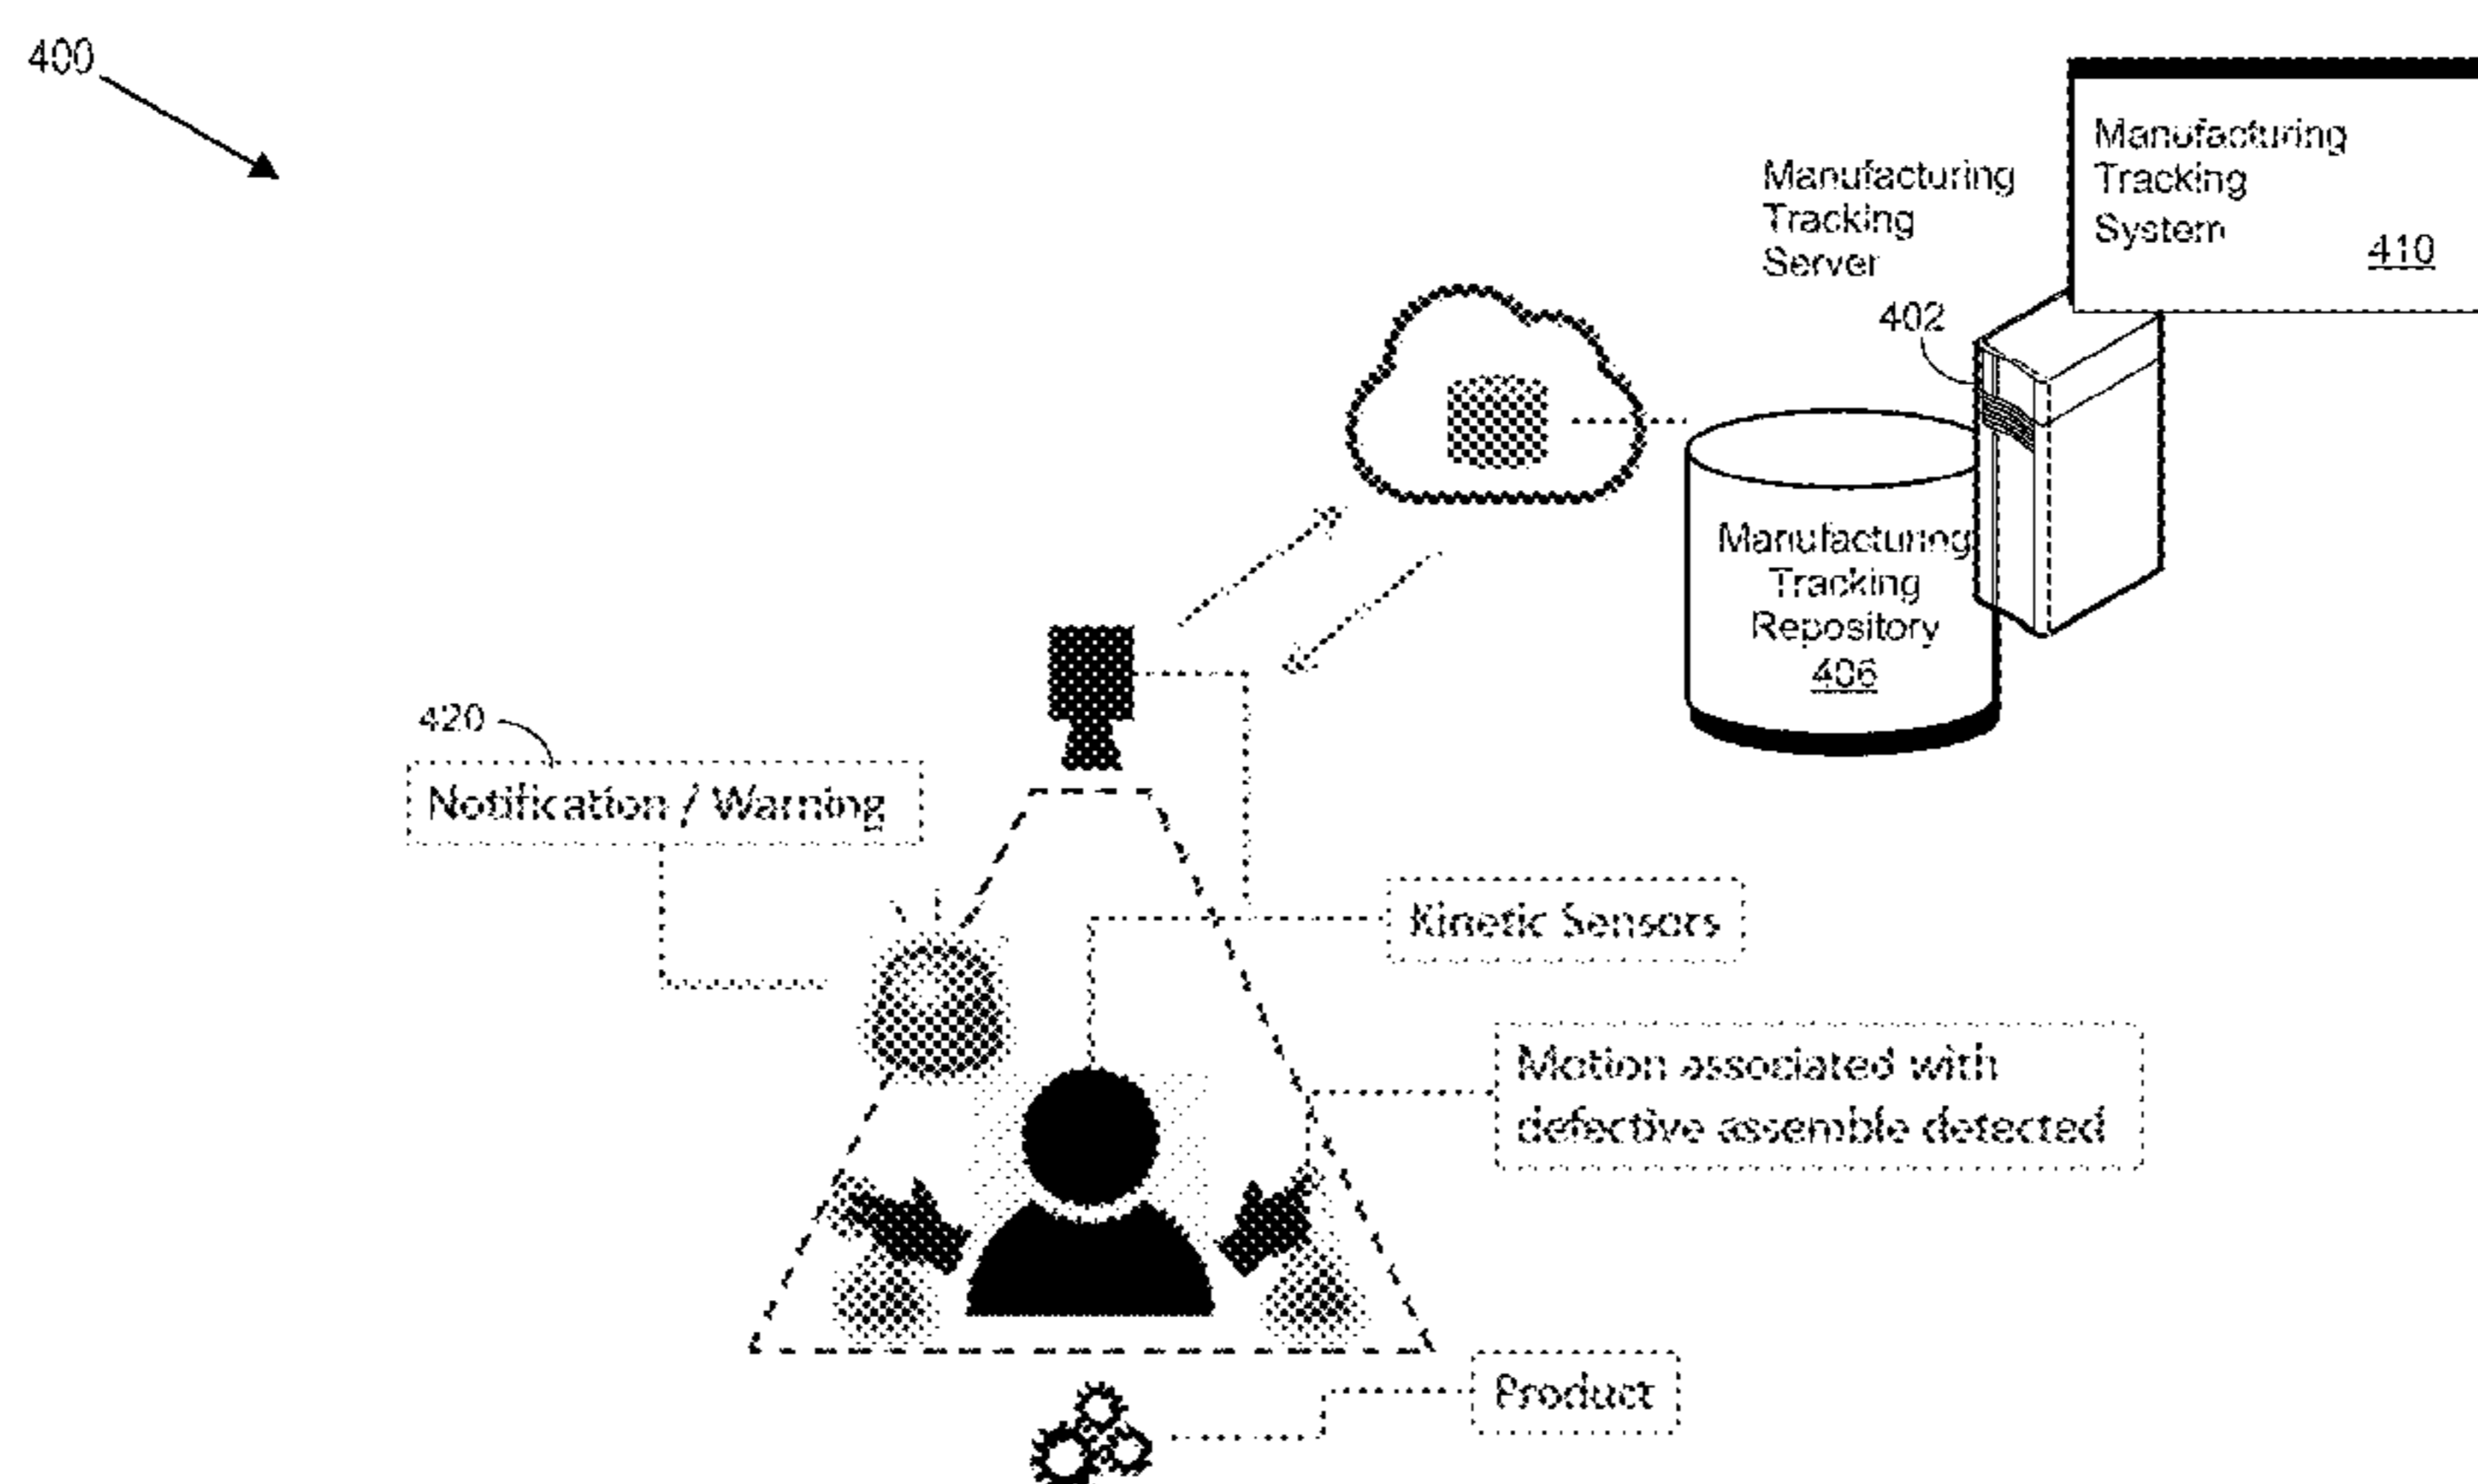 400
Manufacturing
Tracking
System
410
Manufacturing
Tracking
Server
402
Manufacturing
Tracking
Repository
406
420
Notification / Warning
Kinetic Sensors
Motion associated with
defective assemble detected
Product